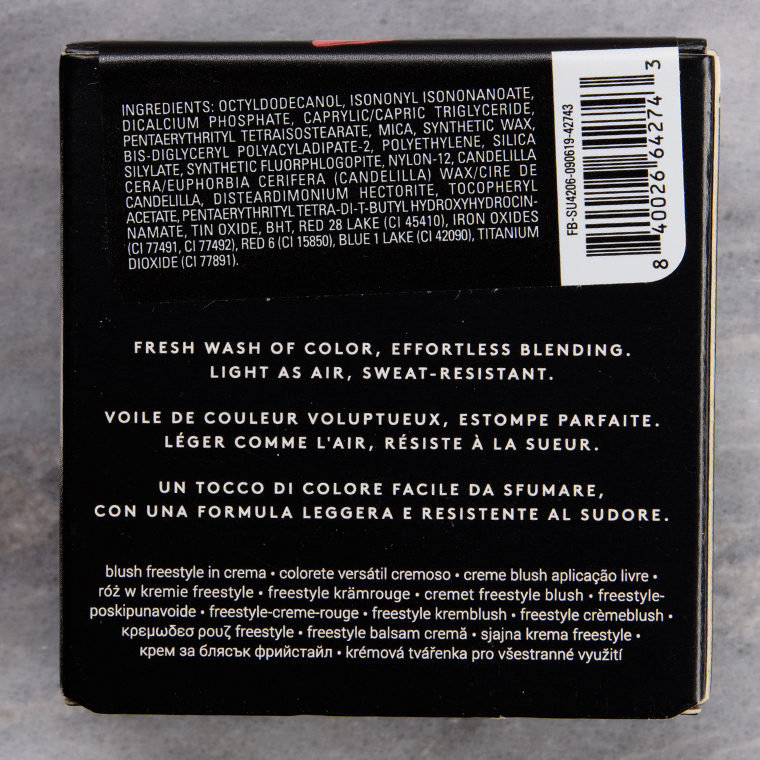 INGREDIENTS: OCTYLDODECANOL, ISONONYL ISONONANOATE,
DICALCIUM PHOSPHATE, CAPRYLIC/CAPRIC TRIGLYCERIDE,
PENTAERYTHRITYL TETRAISOSTEARATE, MICA, SYNTHETIC WAX,
BIS-DIGLYCERYL POLYACYLADIPATE-2, POLYETHYLENE, SILICA
SILYLATE, SYNTHETIC FLUORPHLOGOPITE, NYLON-12, CANDELILLA
CERA/EUPHORBIA CERIFERA (CANDELILLA) WAX/CIRE DE
CANDELILLA, DISTEARDIMONIUM HECTORITE, TOCOPHERYL
ACETATE, PENTAERYTHRITYL TETRA-DI-T-BUTYL HYDROXYHYDROCIN-
NAMATE, TIN OXIDE, BHT, RED 28 LAKE (CI 45410), IRON OXIDES
(CI 77491, CI 77492), RED 6 (CI 15850), BLUE 1 LAKE (CI 42090), TITANIUM
DIOXIDE (CI 77891).
FB-SU4206-090619-42743
8 40026 64274 3
FRESH WASH OF COLOR, EFFORTLESS BLENDING.
LIGHT AS AIR, SWEAT-RESISTANT.
VOILE DE COULEUR VOLUPTUEUX, ESTOMPE PARFAITE.
LÉGER COMME L'AIR, RÉSISTE À LA SUEUR.
UN TOCCO DI COLORE FACILE DA SFUMARE,
CON UNA FORMULA LEGGERA E RESISTENTE AL SUDORE.
blush freestyle in crema • colorete versátil cremoso • creme blush aplicação livre •
róż w kremie freestyle • freestyle krämrouge • cremet freestyle blush • freestyle-
poskipunavoide • freestyle-creme-rouge • freestyle kremblush • freestyle crèmeblush •
κρεμωδεσ ρουζ freestyle • freestyle balsam cremă • sjajna krema freestyle •
крем за блясък фрийстайл • krémová tvářenka pro všestranné využití